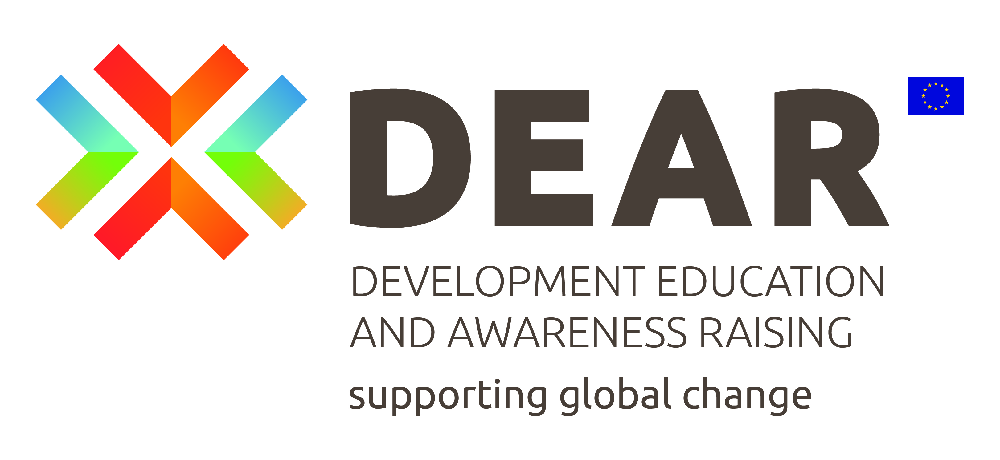 DEAR
DEVELOPMENT EDUCATION
AND AWARENESS RAISING
supporting global change